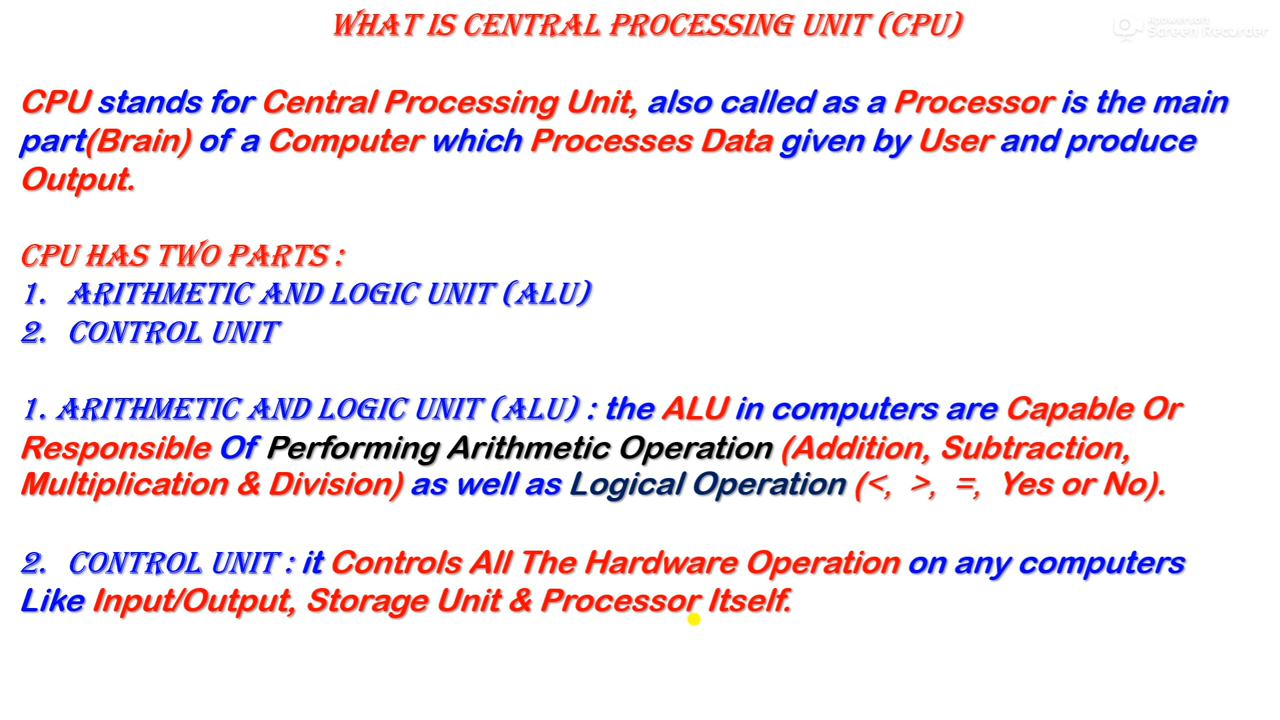 WHAT IS CENTRAL PROCESSING UNIT (CPU)
Apowersoft
Screen Recorder
CPU stands for Central Processing Unit, also called as a Processor is the main
part(Brain) of a Computer which Processes Data given by User and produce
Output.
CPU HAS TWO PARTS :
1. ARITHMETIC AND LOGIC UNIT (ALU)
2. CONTROL UNIT
1. ARITHMETIC AND LOGIC UNIT (ALU) : the ALU in computers are Capable Or
Responsible Of Performing Arithmetic Operation (Addition, Subtraction,
Multiplication & Division) as well as Logical Operation (<, >, =, Yes or No).
2. CONTROL UNIT : it Controls All The Hardware Operation on any computers
Like Input/Output, Storage Unit & Processor Itself.